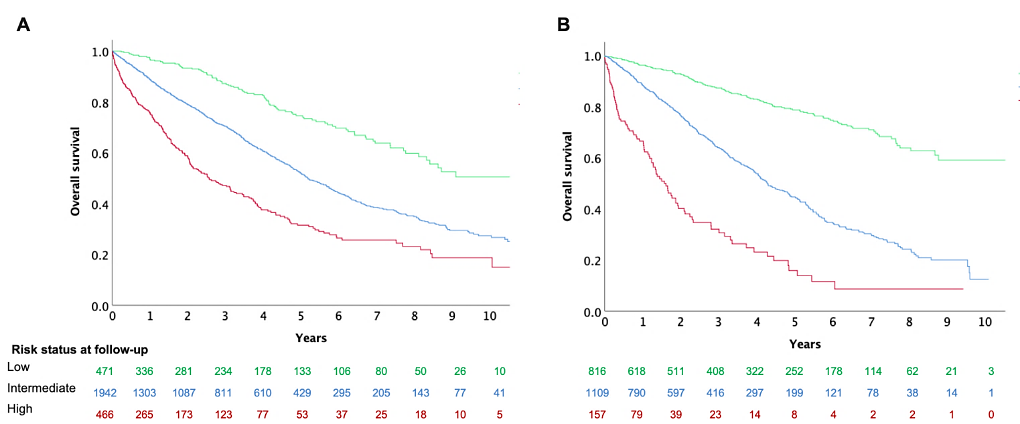 A
B
1.0
0.8
0.6
0.4
0.2
0.0
Overall survival
0 1 2 3 4 5 6 7 8 9 10
Years
1.0
0.8
0.6
0.4
0.2
0.0
Overall survival
0 1 2 3 4 5 6 7 8 9 10
Years
Risk status at follow-up
Low 471 336 281 234 178 133 106 80 50 26 10 816 618 511 408 322 252 178 114 62 21 3
Intermediate 1942 1303 1087 811 610 429 295 205 143 77 41 1109 790 597 416 297 199 121 78 38 14 1
High 466 265 173 123 77 53 37 25 18 10 5 157 79 39 23 14 8 4 2 2 1 0